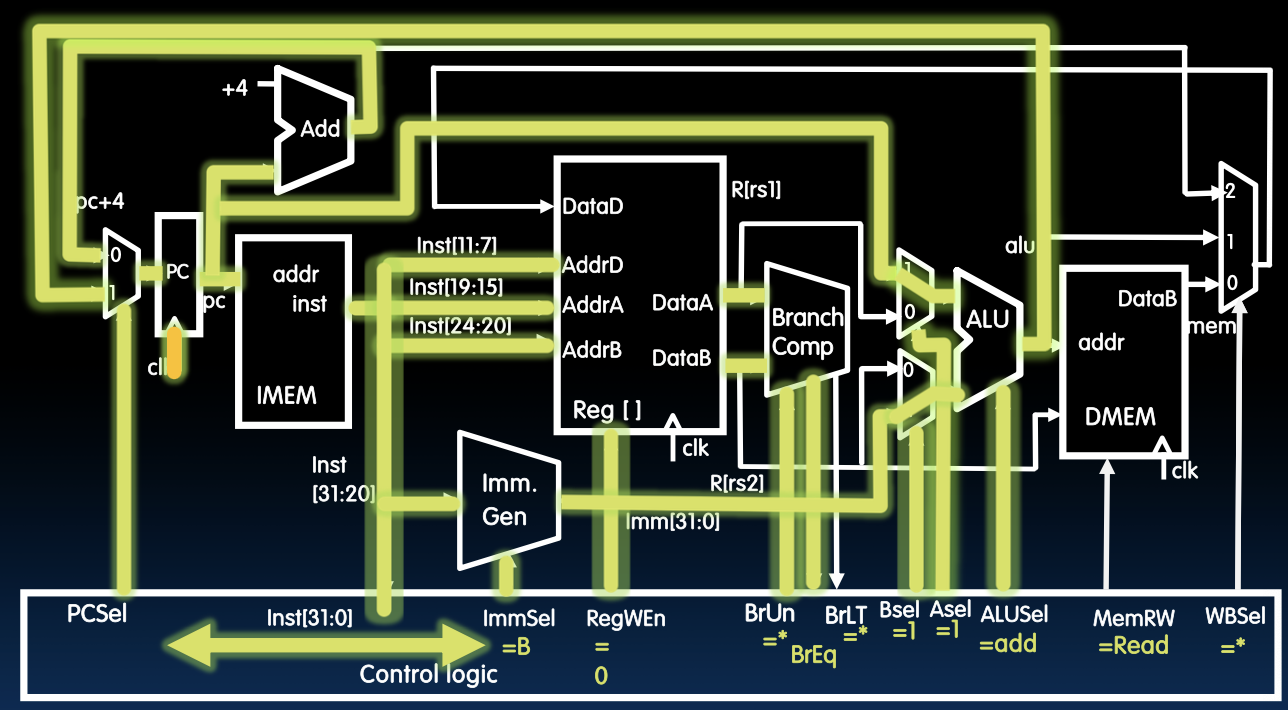 +4
Add
pc+4
R[rs1]
2
DataD
0
PC
addr
inst
Inst[11:7]
AddrD
1
alu
1
1
pc
Inst[19:15]
AddrA
DataA
Branch
Comp
0
ALU
DataB
0
Inst[24:20]
AddrB
DataB
addr
mem
clk
IMEM
0
Reg [ ]
DMEM
clk
clk
Inst
[31:20]
Imm.
Gen
R[rs2]
Imm[31:0]
PCSel
Inst[31:0]
ImmSel
=B
RegWEn
=
0
BrUn
=*
BrEq
BrLT
=*
Bsel
=1
Asel
=1
ALUSel
=add
MemRW
=Read
WBSel
=*
Control logic